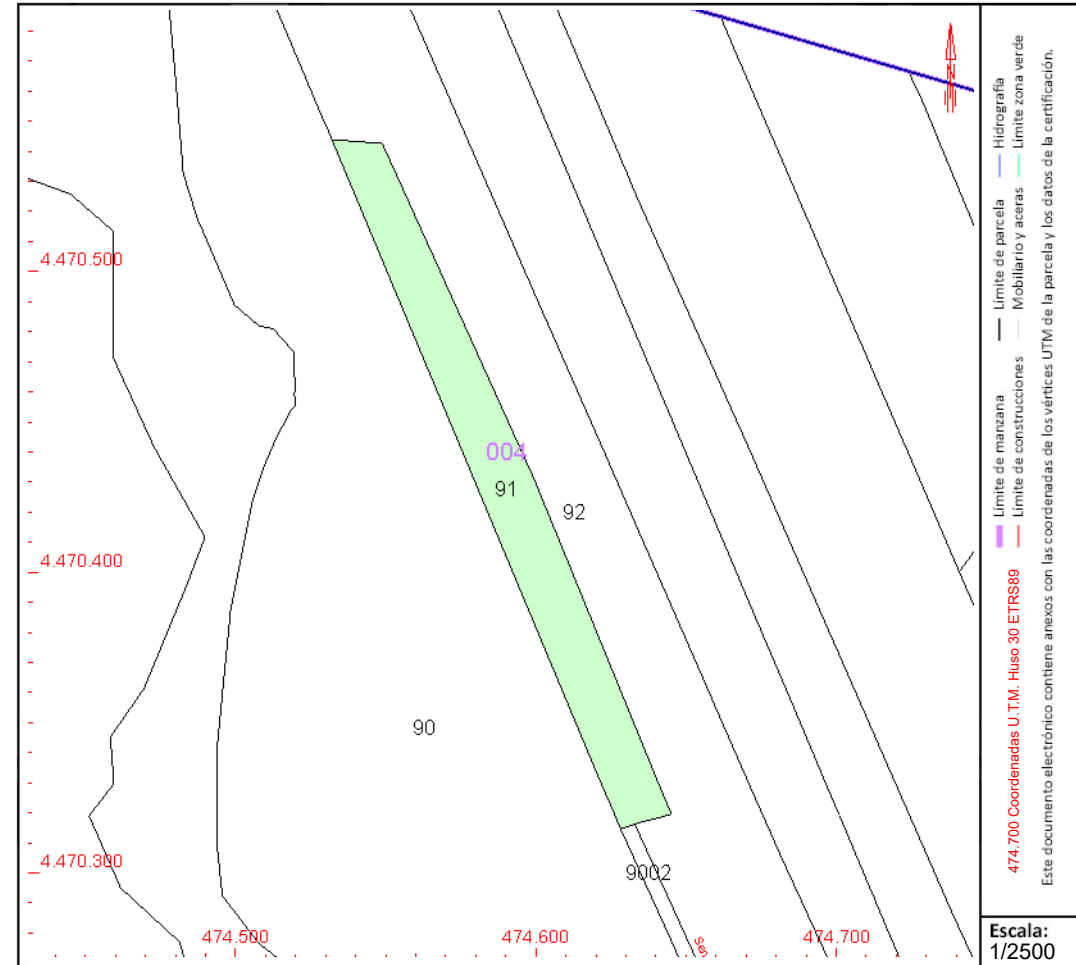 4.470.500
004
91
92
4.470.400
90
4.470.300
9002
474.500
474.600
474.700
N
Límite de manzana
Límite de parcela
Hidrografía
474.700 Coordenadas U.T.M. Huso 30 ETRS89
Límite de construcciones
Mobiliario y aceras
Límite zona verde
Este documento electrónico contiene anexos con las coordenadas de los vértices UTM de la parcela y los datos de la certificación.
Escala:
1/2500